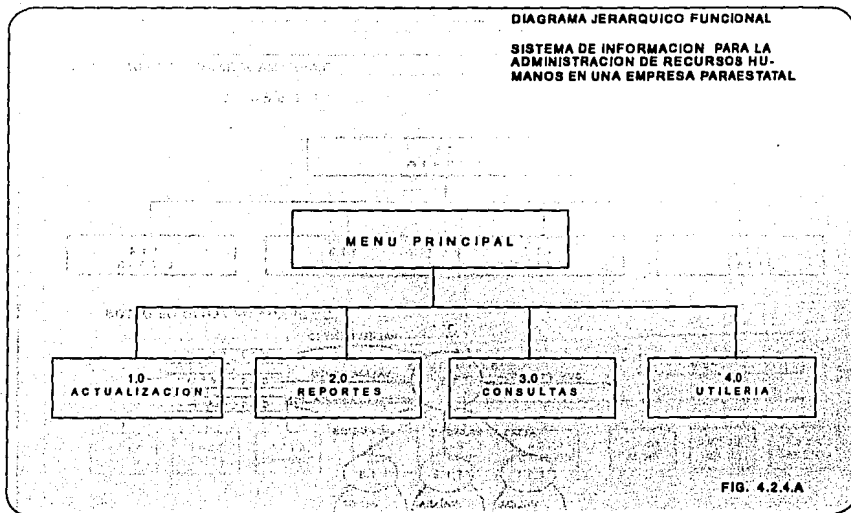 DIAGRAMA JERARQUICO FUNCIONAL
SISTEMA DE INFORMACION PARA LA
ADMINISTRACION DE RECURSOS HU-
MANOS EN UNA EMPRESA PARAESTATAL
MENU PRINCIPAL
1.0
ACTUALIZACION
2.0
REPORTES
3.0
CONSULTAS
4.0
UTILERIA
FIG. 4.2.4.A